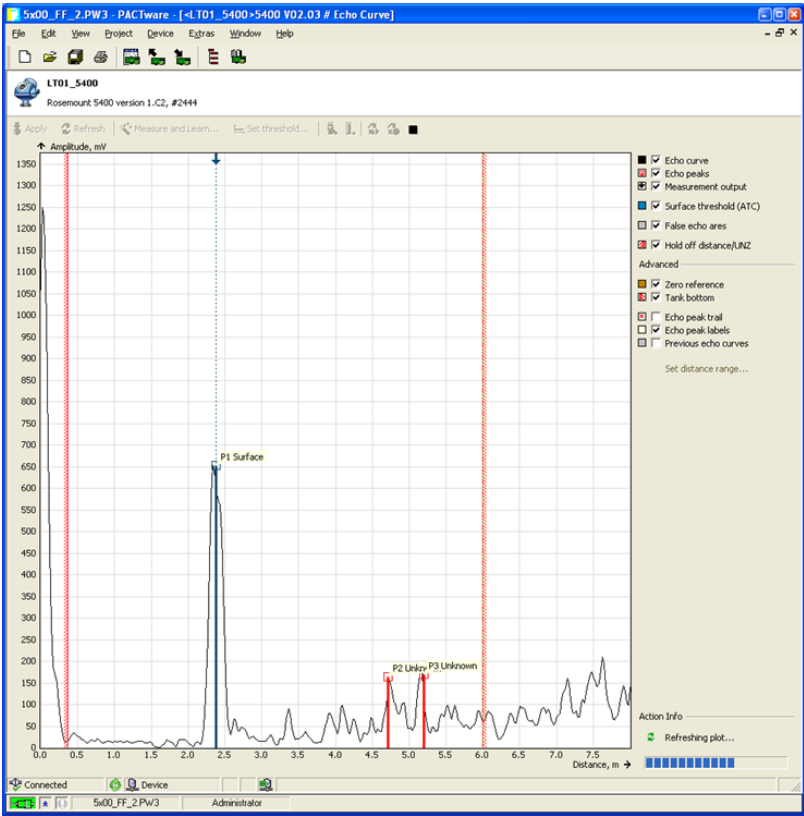 5x00_FF_2.PW3 - PACTware - [<LT01_5400>5400 V02.03 # Echo Curve]
File Edit View Project Device Extras Window Help
LT01_5400
Rosemount 5400 version 1.C2, #2444
Apply Refresh Measure and Learn... Set threshold...
Amplitude, mV
1350
1300
1250
1200
1150
1100
1050
1000
950
900
850
800
750
700
650
600
550
500
450
400
350
300
250
200
150
100
50
0
P1 Surface
P2 Unkn
P3 Unknown
0.0 0.5 1.0 1.5 2.0 2.5 3.0 3.5 4.0 4.5 5.0 5.5 6.0 6.5 7.0 7.5
Distance, m
Echo curve
Echo peaks
Measurement output
Surface threshold (ATC)
False echo ares
Hold off distance/UNZ
Advanced
Zero reference
Tank bottom
Echo peak trail
Echo peak labels
Previous echo curves
Set distance range...
Action Info
Refreshing plot...
Connected Device
5x00_FF_2.PW3 Administrator